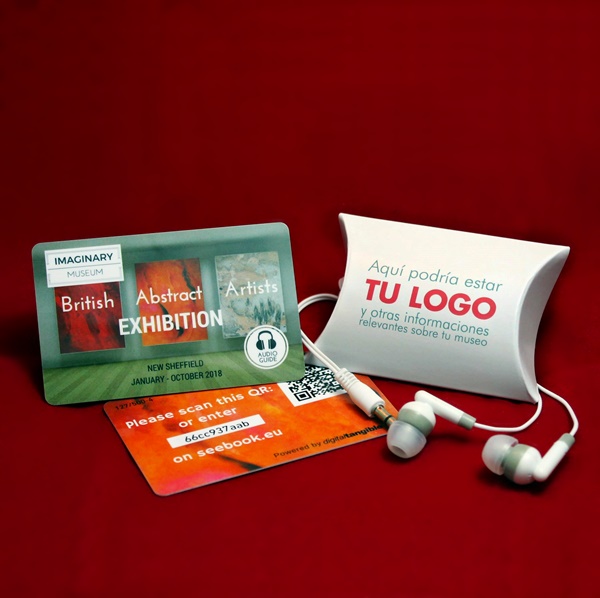 IMAGINARY
MUSEUM
British Abstract Artists
EXHIBITION
AUDIO
GUIDE
NEW SHEFFIELD
JANUARY - OCTOBER 2018
Please scan this QR:
or enter
66cc937aab
on seebook.eu
Powered by digitaltangible
Aquí podría estar
TU LOGO
y otras informaciones
relevantes sobre tu museo